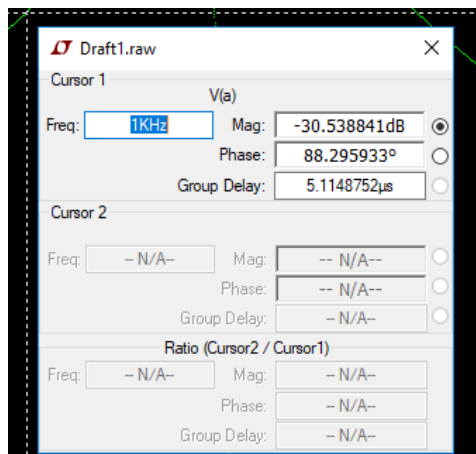 Draft1.raw
Cursor 1
V(a)
Freq: 1KHz Mag: -30.538841dB
Phase: 88.295933º
Group Delay: 5.1148752µs
Cursor 2
Freq: -- N/A-- Mag: -- N/A--
Phase: -- N/A--
Group Delay: -- N/A--
Ratio (Cursor2 / Cursor1)
Freq: -- N/A-- Mag: -- N/A--
Phase: -- N/A--
Group Delay: -- N/A--